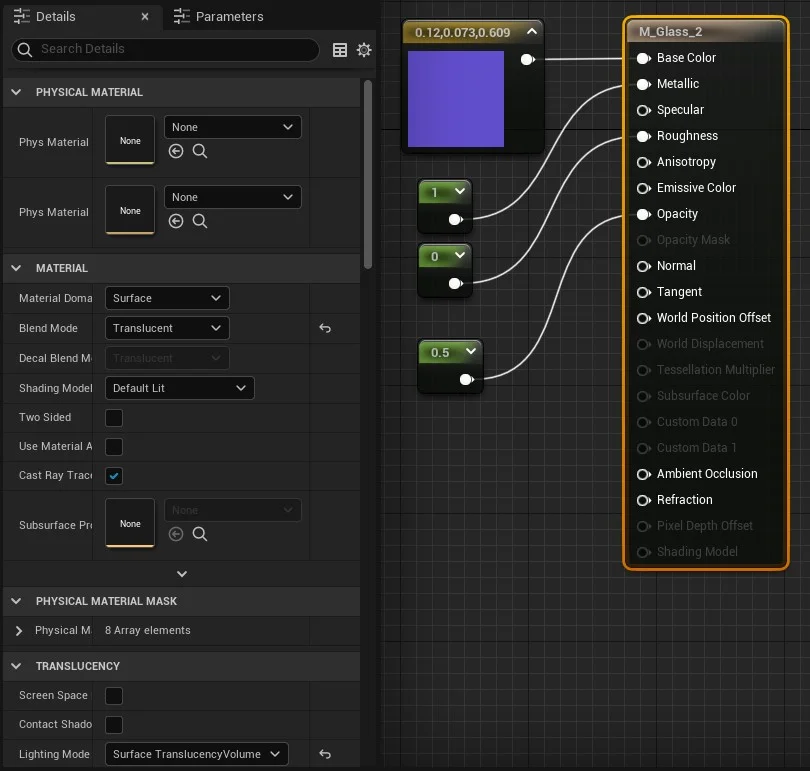 Details
Parameters
Search Details
PHYSICAL MATERIAL
Phys Material
None
None
Phys Material
None
None
MATERIAL
Material Doma
Surface
Blend Mode
Translucent
Decal Blend M
Translucent
Shading Model
Default Lit
Two Sided
Use Material A
Cast Ray Trace
Subsurface Pr
None
None
PHYSICAL MATERIAL MASK
Physical M
8 Array elements
TRANSLUCENCY
Screen Space
Contact Shado
Lighting Mode
Surface TranslucencyVolume
0.12,0.073,0.609
1
0
0.5
M_Glass_2
Base Color
Metallic
Specular
Roughness
Anisotropy
Emissive Color
Opacity
Opacity Mask
Normal
Tangent
World Position Offset
World Displacement
Tessellation Multiplier
Subsurface Color
Custom Data 0
Custom Data 1
Ambient Occlusion
Refraction
Pixel Depth Offset
Shading Model